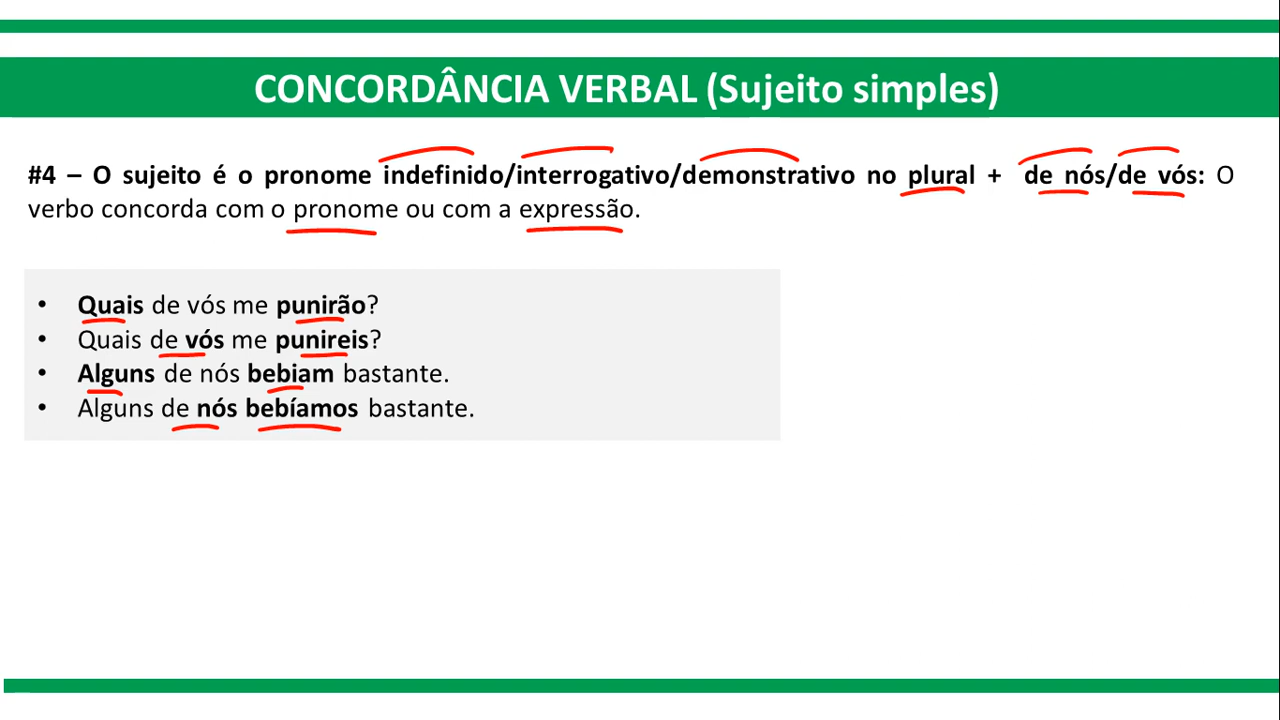 CONCORDÂNCIA VERBAL (Sujeito simples)
#4 – O sujeito é o pronome indefinido/interrogativo/demonstrativo no plural + de nós/de vós: O
verbo concorda com o pronome ou com a expressão.
• Quais de vós me punirão?
• Quais de vós me punireis?
• Alguns de nós bebiam bastante.
• Alguns de nós bebíamos bastante.